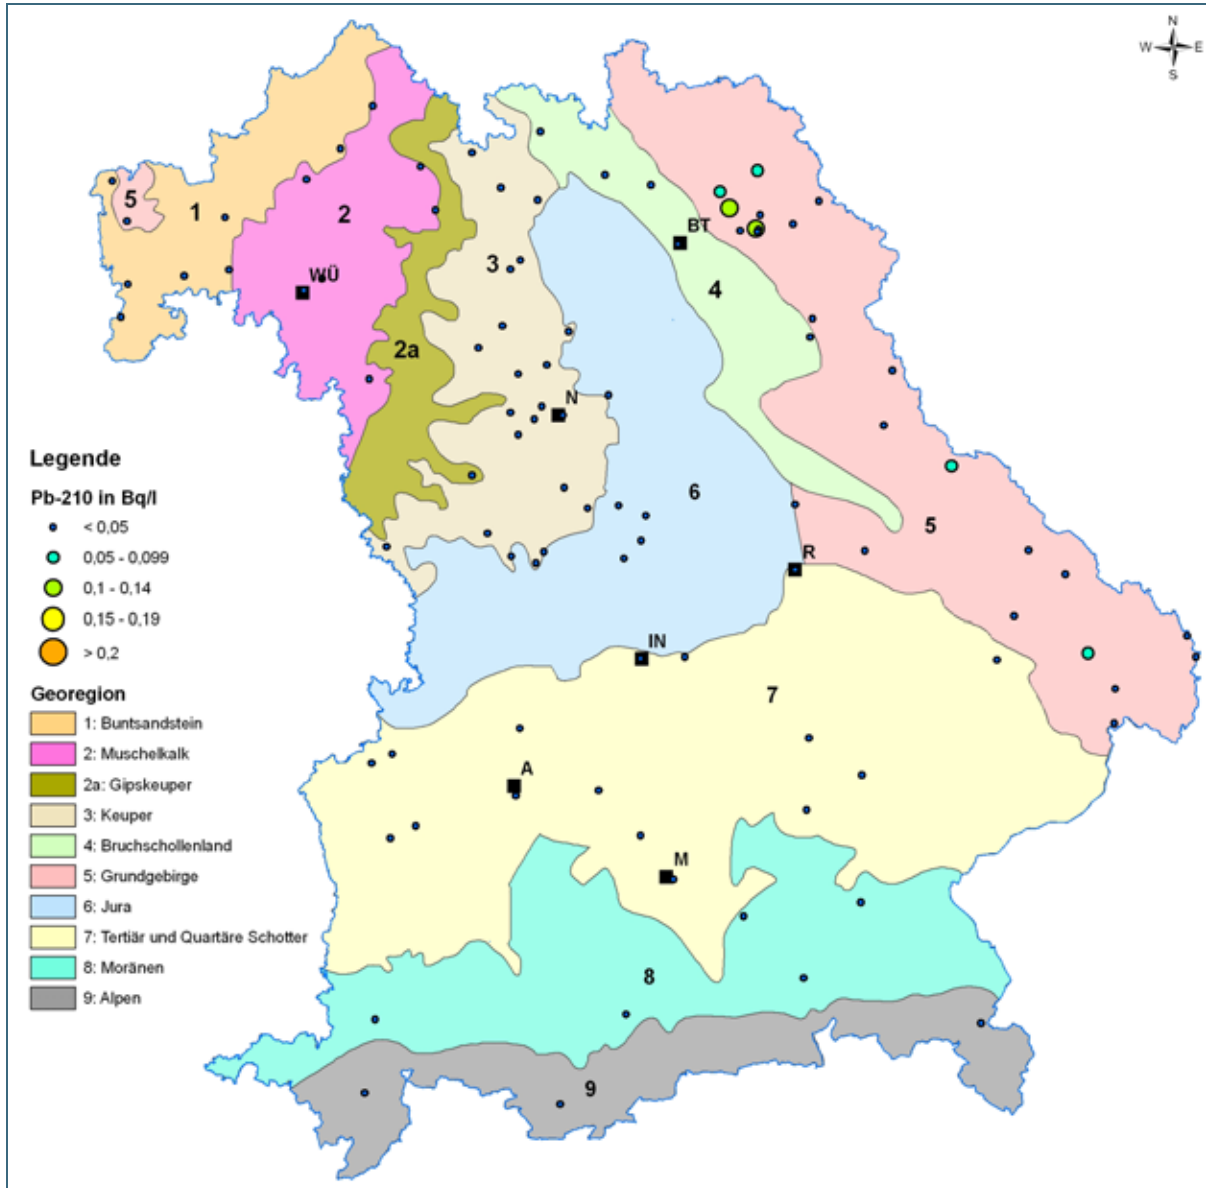 N
W E
S
5
1
2
WÜ
2a
3
BT
4
N
6
5
R
IN
7
A
M
8
9
Legende
Pb-210 in Bq/l
< 0,05
0,05 - 0,099
0,1 - 0,14
0,15 - 0,19
> 0,2
Georegion
1: Buntsandstein
2: Muschelkalk
2a: Gipskeuper
3: Keuper
4: Bruchschollenland
5: Grundgebirge
6: Jura
7: Tertiär und Quartäre Schotter
8: Moränen
9: Alpen